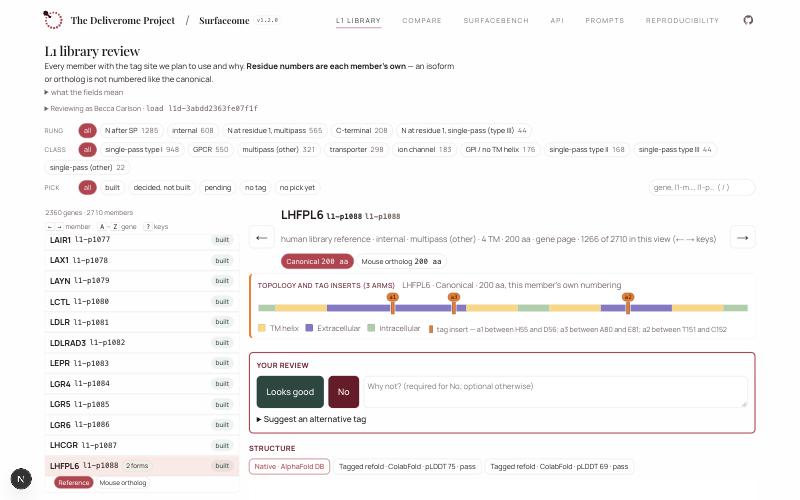 The Deliverome Project / Surfaceome v1.2.0 L1 LIBRARY COMPARE SURFACEBENCH API PROMPTS REPRODUCIBILITY
L1 library review
Every member with the tag site we plan to use and why. Residue numbers are each member's own — an isoform
or ortholog is not numbered like the canonical.
▶ what the fields mean
▶ Reviewing as Becca Carlson · load l1d-3abdd2363fe07f1f
RUNG all N after SP 1285 internal 608 N at residue 1, multipass 565 C-terminal 208 N at residue 1, single-pass (type III) 44
CLASS all single-pass type I 948 GPCR 550 multipass (other) 321 transporter 298 ion channel 183 GPI / no TM helix 176 single-pass type II 168 single-pass type III 44
single-pass (other) 22
PICK all built decided, not built pending no tag no pick yet gene, l1-m…, l1-p… ( / )
2360 genes · 2710 members
← → member A – Z gene ? keys
LAIR1 l1-p1077 built
LAX1 l1-p1078 built
LAYN l1-p1079 built
LCTL l1-p1080 built
LDLR l1-p1081 built
LDLRAD3 l1-p1082 built
LEPR l1-p1083 built
LGR4 l1-p1084 built
LGR5 l1-p1085 built
LGR6 l1-p1086 built
LHCGR l1-p1087 built
LHFPL6 l1-p1088 2 forms built
Reference Mouse ortholog
LHFPL6 l1-p1088 l1-p1088
← human library reference · internal · multipass (other) · 4 TM · 200 aa · gene page · 1266 of 2710 in this view (← → keys) →
Canonical 200 aa Mouse ortholog 200 aa
TOPOLOGY AND TAG INSERTS (3 ARMS) LHFPL6 · Canonical · 200 aa, this member's own numbering
a1 a3 a2
TM helix Extracellular Intracellular tag insert — a1 between H55 and D56; a3 between A80 and E81; a2 between T151 and C152
YOUR REVIEW
Looks good No Why not? (required for No; optional otherwise)
▶ Suggest an alternative tag
STRUCTURE
Native · AlphaFold DB Tagged refold · ColabFold · pLDDT 75 · pass Tagged refold · ColabFold · pLDDT 69 · pass
N